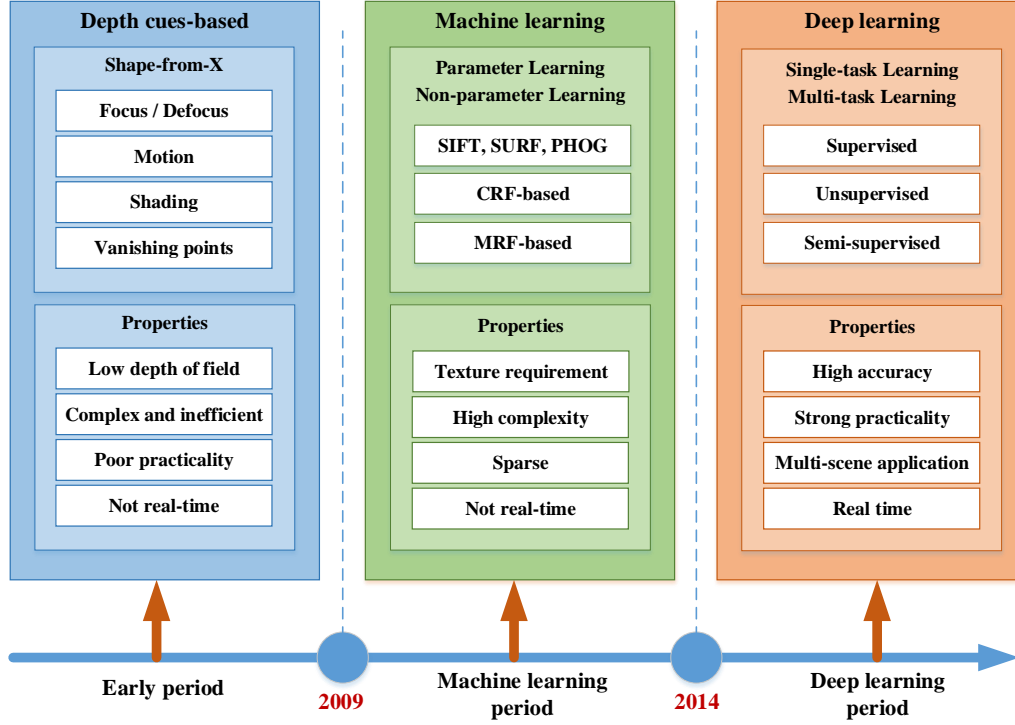 Depth cues-based
Shape-from-X
Focus / Defocus
Motion
Shading
Vanishing points
Properties
Low depth of field
Complex and inefficient
Poor practicality
Not real-time
Machine learning
Parameter Learning
Non-parameter Learning
SIFT, SURF, PHOG
CRF-based
MRF-based
Properties
Texture requirement
High complexity
Sparse
Not real-time
Deep learning
Single-task Learning
Multi-task Learning
Supervised
Unsupervised
Semi-supervised
Properties
High accuracy
Strong practicality
Multi-scene application
Real time
Early period
2009
Machine learning
period
2014
Deep learning
period